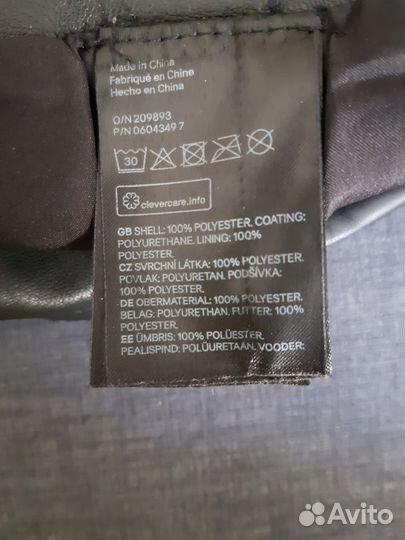 Made in China
Fabriqué en Chine
Hecho en China
O/N 209893
P/N 0604349 7
30
clevercare.info
GB SHELL: 100% POLYESTER. COATING:
POLYURETHANE. LINING: 100%
POLYESTER.
CZ SVRCHNÍ LÁTKA: 100% POLYESTER.
POVLAK: POLYURETAN. PODŠÍVKA:
100% POLYESTER.
DE OBERMATERIAL: 100% POLYESTER.
BELAG: POLYURETHAN. FUTTER: 100%
POLYESTER.
EE ÜMBRIS: 100% POLÜESTER.
PEALISPIND: POLÜURETAAN. VOODER:
Avito